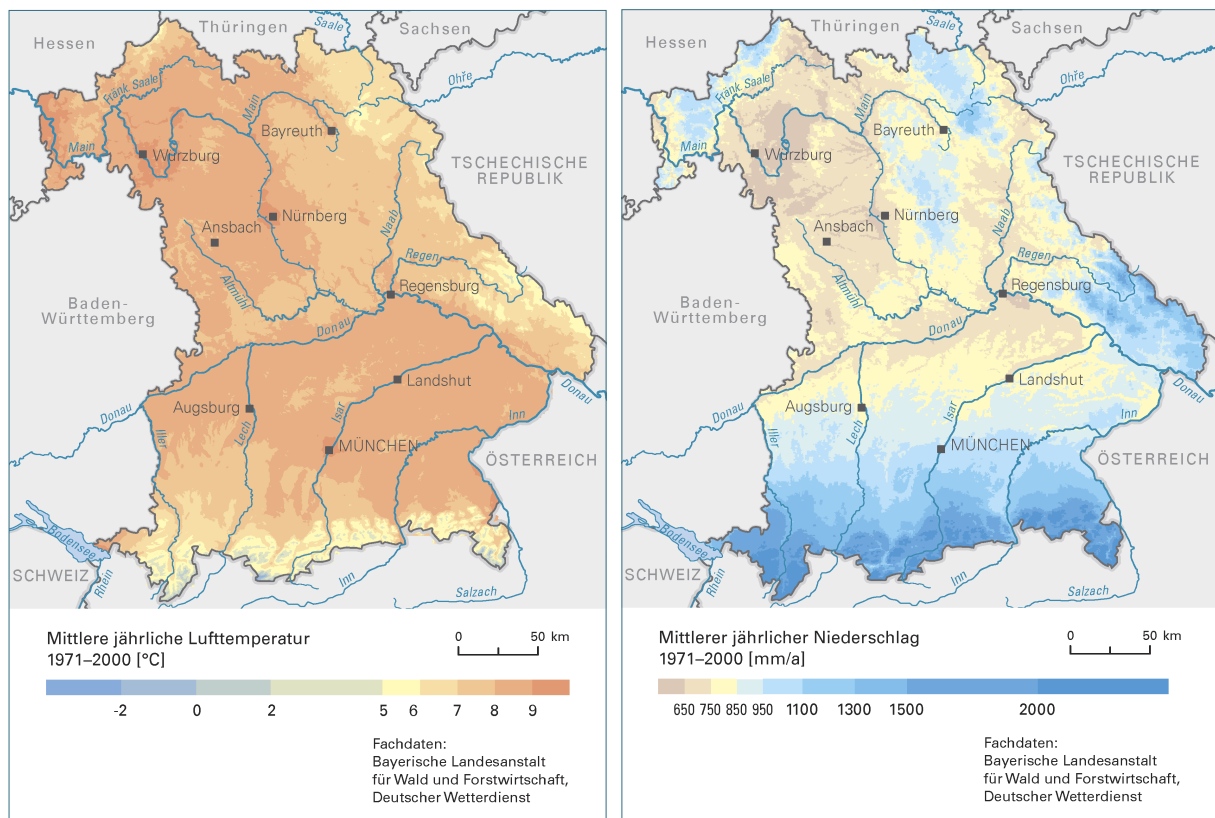 Hessen
Thüringen
Saale
Sachsen
Ohře
Fränk. Saale
Main
Bayreuth
Main
Würzburg
TSCHECHISCHE
REPUBLIK
Nürnberg
Ansbach
Naab
Regen
Altmühl
Regensburg
Baden-
Württemberg
Donau
Landshut
Donau
Augsburg
Isar
Donau
Inn
Iller
Lech
MÜNCHEN
ÖSTERREICH
Bodensee
SCHWEIZ
Rhein
Inn
Salzach
Mittlere jährliche Lufttemperatur
1971–2000 [°C]
0 50 km
-2 0 2 5 6 7 8 9
Fachdaten:
Bayerische Landesanstalt
für Wald und Forstwirtschaft,
Deutscher Wetterdienst
Hessen
Thüringen
Saale
Sachsen
Ohře
Fränk. Saale
Main
Bayreuth
Main
Würzburg
TSCHECHISCHE
REPUBLIK
Nürnberg
Ansbach
Naab
Regen
Altmühl
Regensburg
Baden-
Württemberg
Donau
Landshut
Donau
Augsburg
Isar
Donau
Inn
Iller
Lech
MÜNCHEN
ÖSTERREICH
Bodensee
SCHWEIZ
Rhein
Inn
Salzach
Mittlerer jährlicher Niederschlag
1971–2000 [mm/a]
0 50 km
650 750 850 950 1100 1300 1500 2000
Fachdaten:
Bayerische Landesanstalt
für Wald und Forstwirtschaft,
Deutscher Wetterdienst